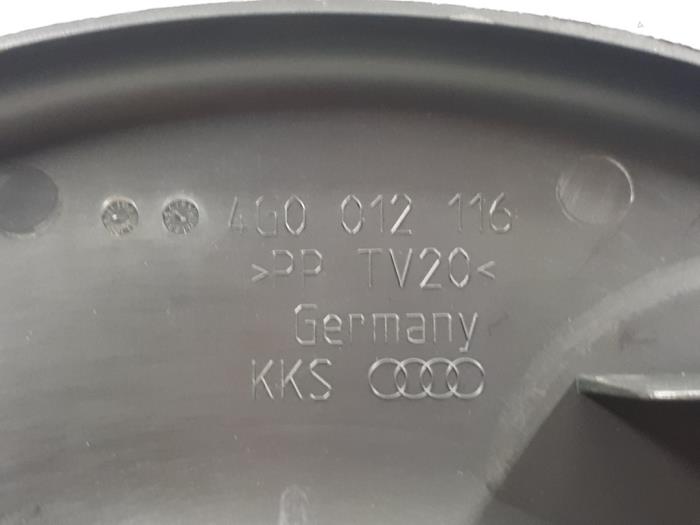 4G0 012 116
>PP TV20<
Germany
KKS